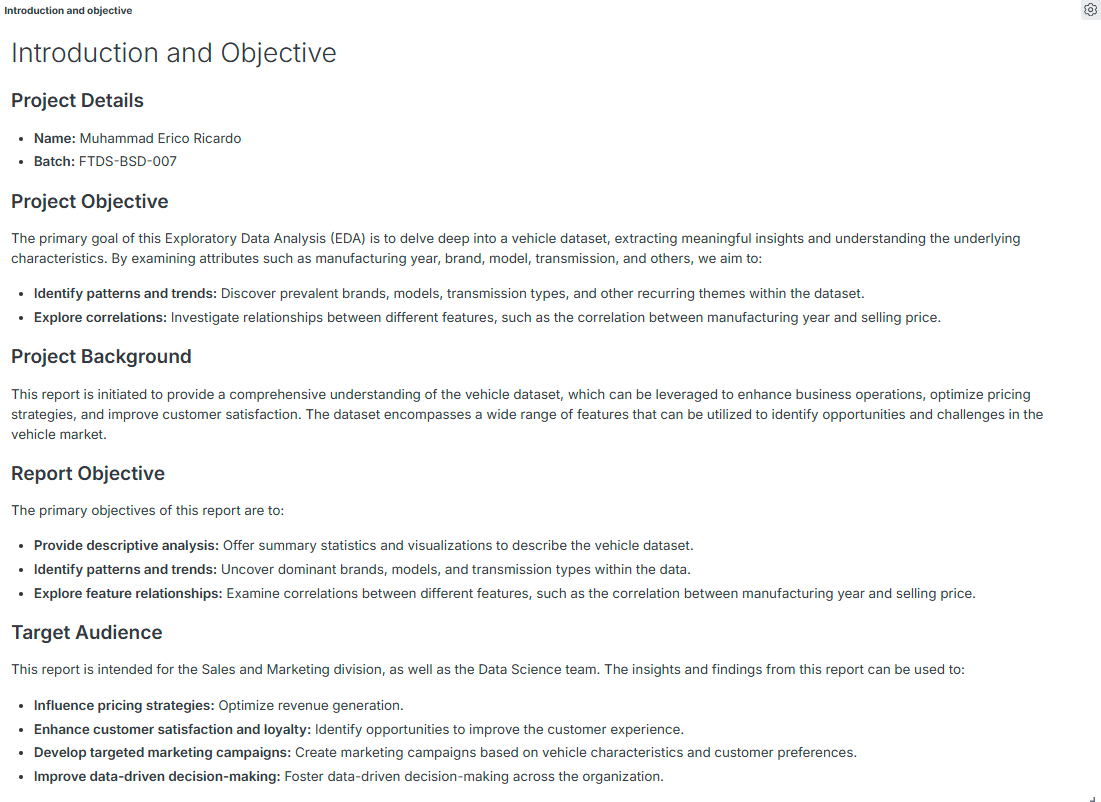 Introduction and objective
Introduction and Objective
Project Details
• Name: Muhammad Erico Ricardo
• Batch: FTDS-BSD-007
Project Objective
The primary goal of this Exploratory Data Analysis (EDA) is to delve deep into a vehicle dataset, extracting meaningful insights and understanding the underlying
characteristics. By examining attributes such as manufacturing year, brand, model, transmission, and others, we aim to:
• Identify patterns and trends: Discover prevalent brands, models, transmission types, and other recurring themes within the dataset.
• Explore correlations: Investigate relationships between different features, such as the correlation between manufacturing year and selling price.
Project Background
This report is initiated to provide a comprehensive understanding of the vehicle dataset, which can be leveraged to enhance business operations, optimize pricing
strategies, and improve customer satisfaction. The dataset encompasses a wide range of features that can be utilized to identify opportunities and challenges in the
vehicle market.
Report Objective
The primary objectives of this report are to:
• Provide descriptive analysis: Offer summary statistics and visualizations to describe the vehicle dataset.
• Identify patterns and trends: Uncover dominant brands, models, and transmission types within the data.
• Explore feature relationships: Examine correlations between different features, such as the correlation between manufacturing year and selling price.
Target Audience
This report is intended for the Sales and Marketing division, as well as the Data Science team. The insights and findings from this report can be used to:
• Influence pricing strategies: Optimize revenue generation.
• Enhance customer satisfaction and loyalty: Identify opportunities to improve the customer experience.
• Develop targeted marketing campaigns: Create marketing campaigns based on vehicle characteristics and customer preferences.
• Improve data-driven decision-making: Foster data-driven decision-making across the organization.